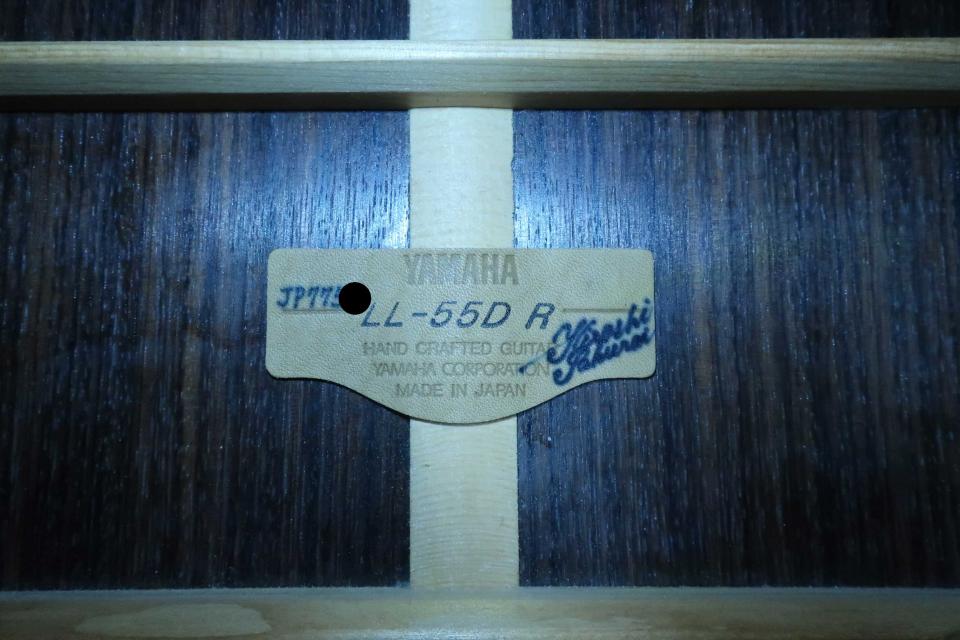 YAMAHA
JP775
LL-55D R
HAND CRAFTED GUITAR
YAMAHA CORPORATION
MADE IN JAPAN
Hiroshi
Sakurai